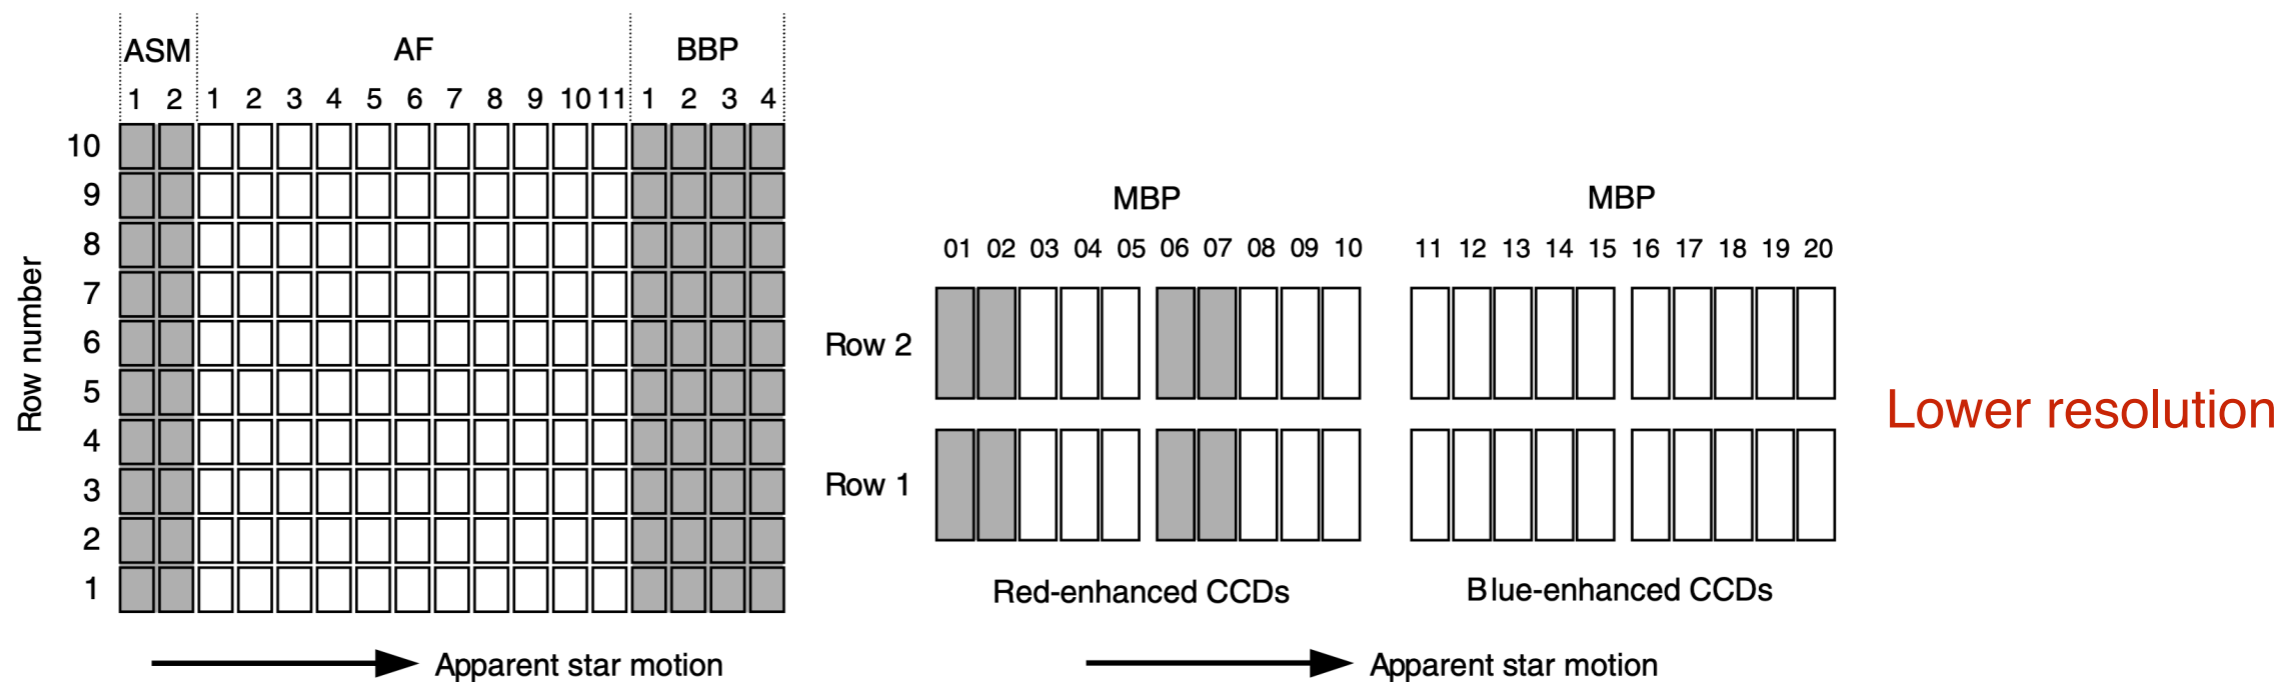 ASM AF BBP
1 2 1 2 3 4 5 6 7 8 9 10 11 1 2 3 4
Row number
10
9
8
7
6
5
4
3
2
1
Apparent star motion
MBP MBP
01 02 03 04 05 06 07 08 09 10 11 12 13 14 15 16 17 18 19 20
Row 2
Row 1
Red-enhanced CCDs Blue-enhanced CCDs
Apparent star motion
Lower resolution